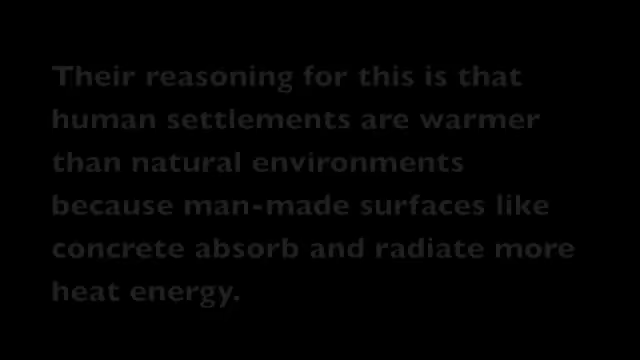 Their reasoning for this is that
human settlements are warmer
than natural environments
because man-made surfaces like
concrete absorb and radiate more
heat energy.